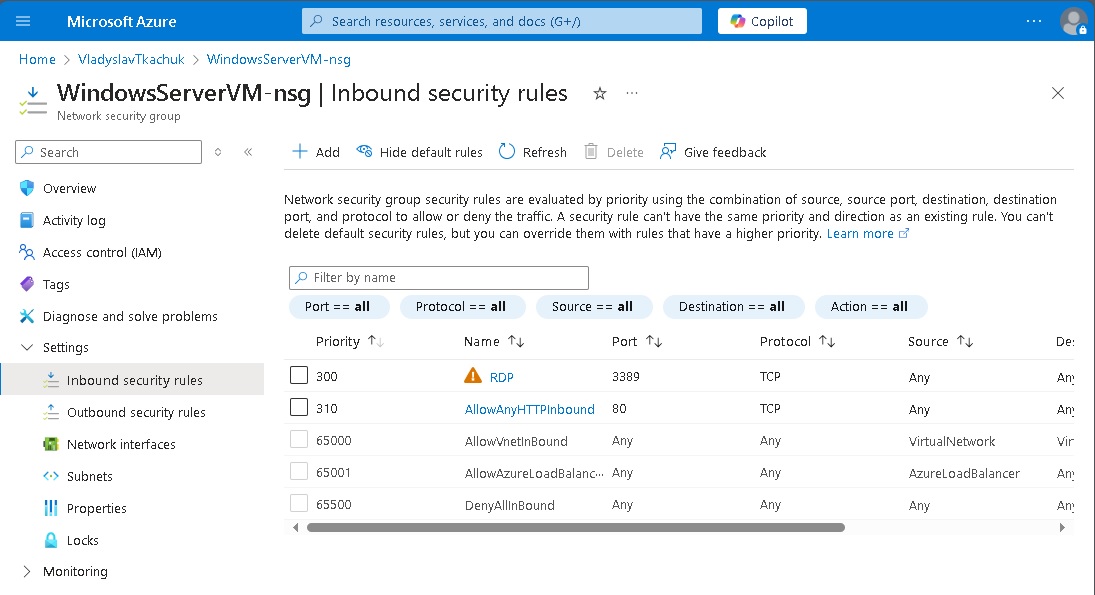 Microsoft Azure
Search resources, services, and docs (G+/)
Copilot
Home > VladyslavTkachuk > WindowsServerVM-nsg
WindowsServerVM-nsg | Inbound security rules
Network security group
Search
Add
Hide default rules
Refresh
Delete
Give feedback
Overview
Activity log
Access control (IAM)
Tags
Diagnose and solve problems
Settings
Inbound security rules
Outbound security rules
Network interfaces
Subnets
Properties
Locks
Monitoring
Network security group security rules are evaluated by priority using the combination of source, source port, destination, destination
port, and protocol to allow or deny the traffic. A security rule can't have the same priority and direction as an existing rule. You can't
delete default security rules, but you can override them with rules that have a higher priority. Learn more
Filter by name
Port == all Protocol == all Source == all Destination == all Action == all
Priority Name Port Protocol Source Des
300 RDP 3389 TCP Any Any
310 AllowAnyHTTPInbound 80 TCP Any Any
65000 AllowVnetInBound Any Any VirtualNetwork Vir
65001 AllowAzureLoadBalanc... Any Any AzureLoadBalancer Any
65500 DenyAllInBound Any Any Any Any